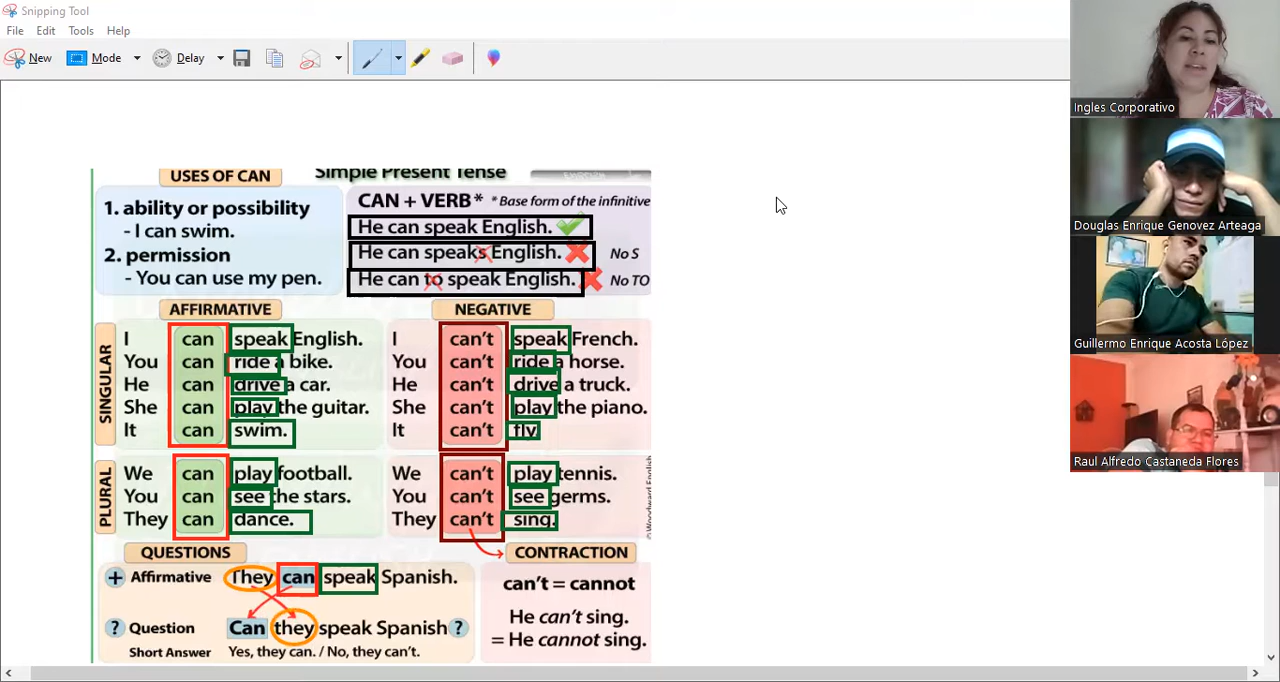 Snipping Tool
File Edit Tools Help
New Mode Delay
Ingles Corporativo
Douglas Enrique Genovez Arteaga
Guillermo Enrique Acosta López
Raul Alfredo Castaneda Flores
USES OF CAN
Simple Present Tense
1. ability or possibility
- I can swim.
2. permission
- You can use my pen.
CAN + VERB* * Base form of the infinitive
He can speak English.
He can speaks English. No S
He can to speak English. No TO
AFFIRMATIVE
SINGULAR
I can speak English.
You can ride a bike.
He can drive a car.
She can play the guitar.
It can swim.
PLURAL
We can play football.
You can see the stars.
They can dance.
NEGATIVE
I can't speak French.
You can't ride a horse.
He can't drive a truck.
She can't play the piano.
It can't fly.
We can't play tennis.
You can't see germs.
They can't sing.
©Woodward English
QUESTIONS
+ Affirmative They can speak Spanish.
? Question Can they speak Spanish?
Short Answer Yes, they can. / No, they can't.
CONTRACTION
can't = cannot
He can't sing.
= He cannot sing.